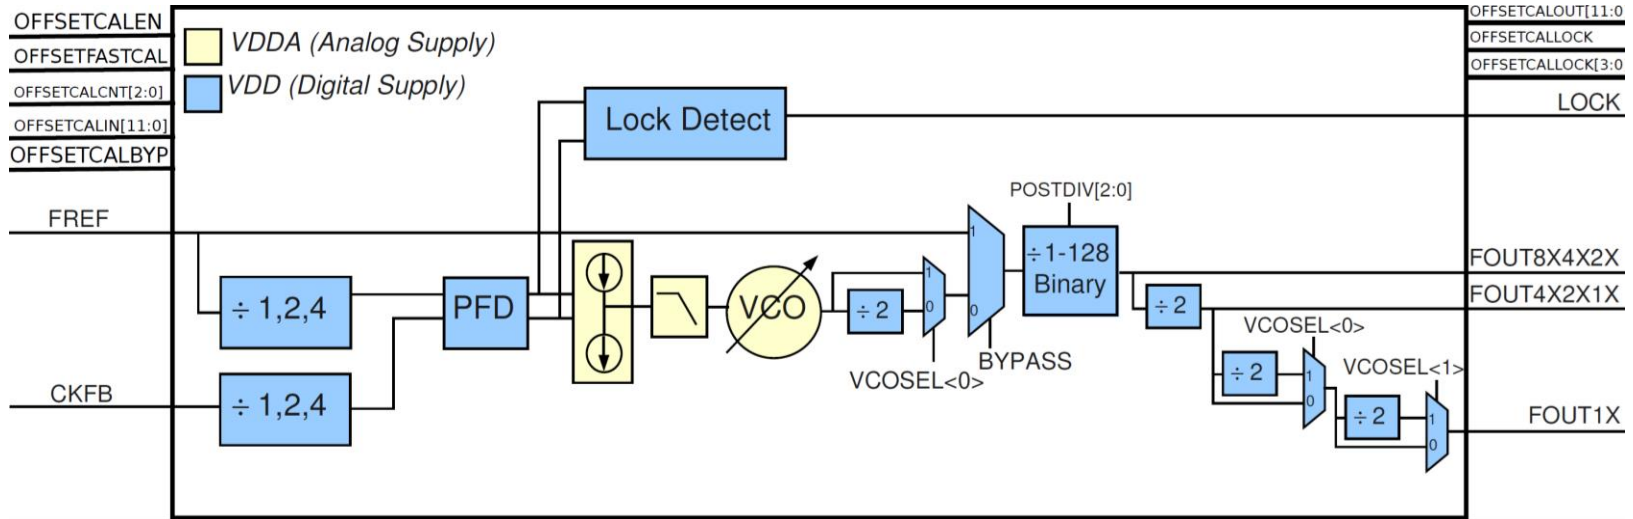 OFFSETCALEN
OFFSETFASTCAL
OFFSETCALCNT[2:0]
OFFSETCALIN[11:0]
OFFSETCALBYP
FREF
CKFB
VDDA (Analog Supply)
VDD (Digital Supply)
Lock Detect
÷ 1,2,4
÷ 1,2,4
PFD
VCO
÷ 2
1
0
VCOSEL<0>
1
0
BYPASS
POSTDIV[2:0]
÷1-128
Binary
÷ 2
÷ 2
VCOSEL<0>
1
0
÷ 2
VCOSEL<1>
1
0
OFFSETCALOUT[11:0
OFFSETCALLOCK
OFFSETCALLOCK[3:0
LOCK
FOUT8X4X2X
FOUT4X2X1X
FOUT1X